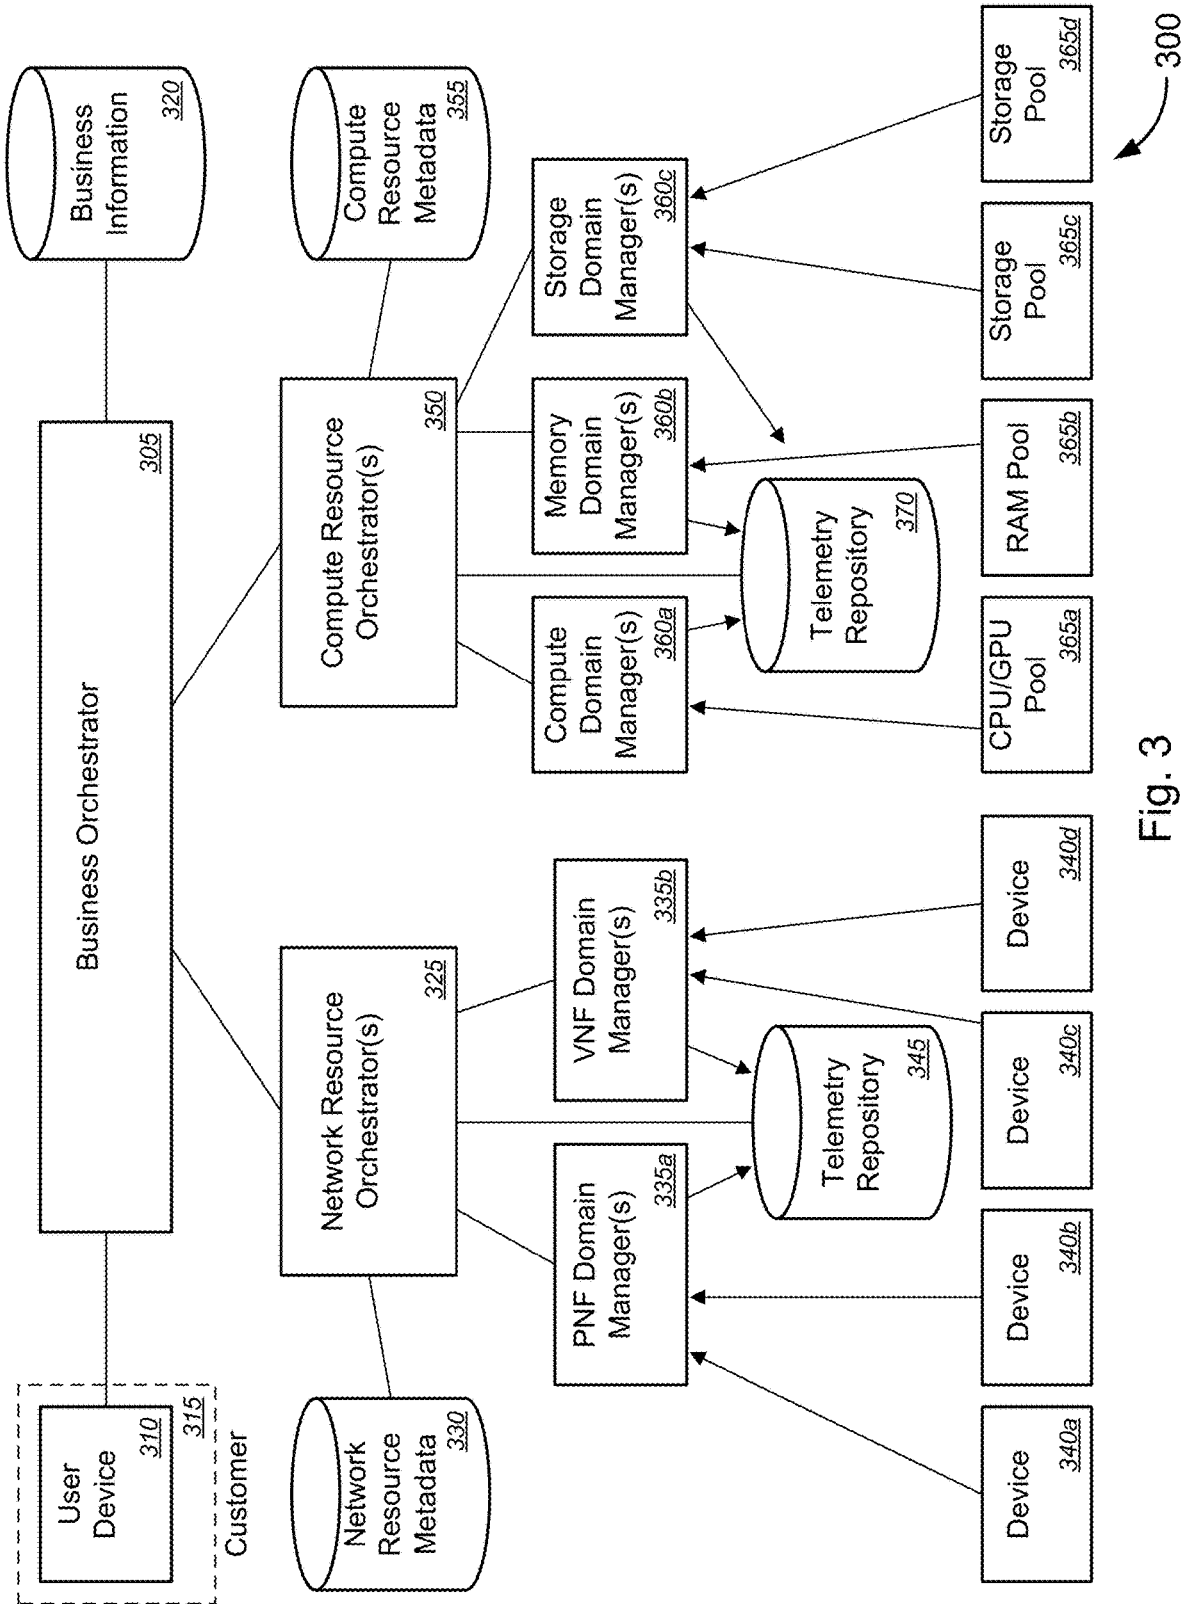 User
Device
310
315
Customer
Business Orchestrator
305
Business
Information
320
Network
Resource
Metadata
330
Network Resource
Orchestrator(s)
325
Compute Resource
Orchestrator(s)
350
Compute
Resource
Metadata
355
PNF Domain
Manager(s)
335a
VNF Domain
Manager(s)
335b
Compute
Domain
Manager(s)
360a
Memory
Domain
Manager(s)
360b
Storage
Domain
Manager(s)
360c
Telemetry
Repository
345
Telemetry
Repository
370
Device
340a
Device
340b
Device
340c
Device
340d
CPU/GPU
Pool
365a
RAM Pool
365b
Storage
Pool
365c
Storage
Pool
365d
300
Fig. 3